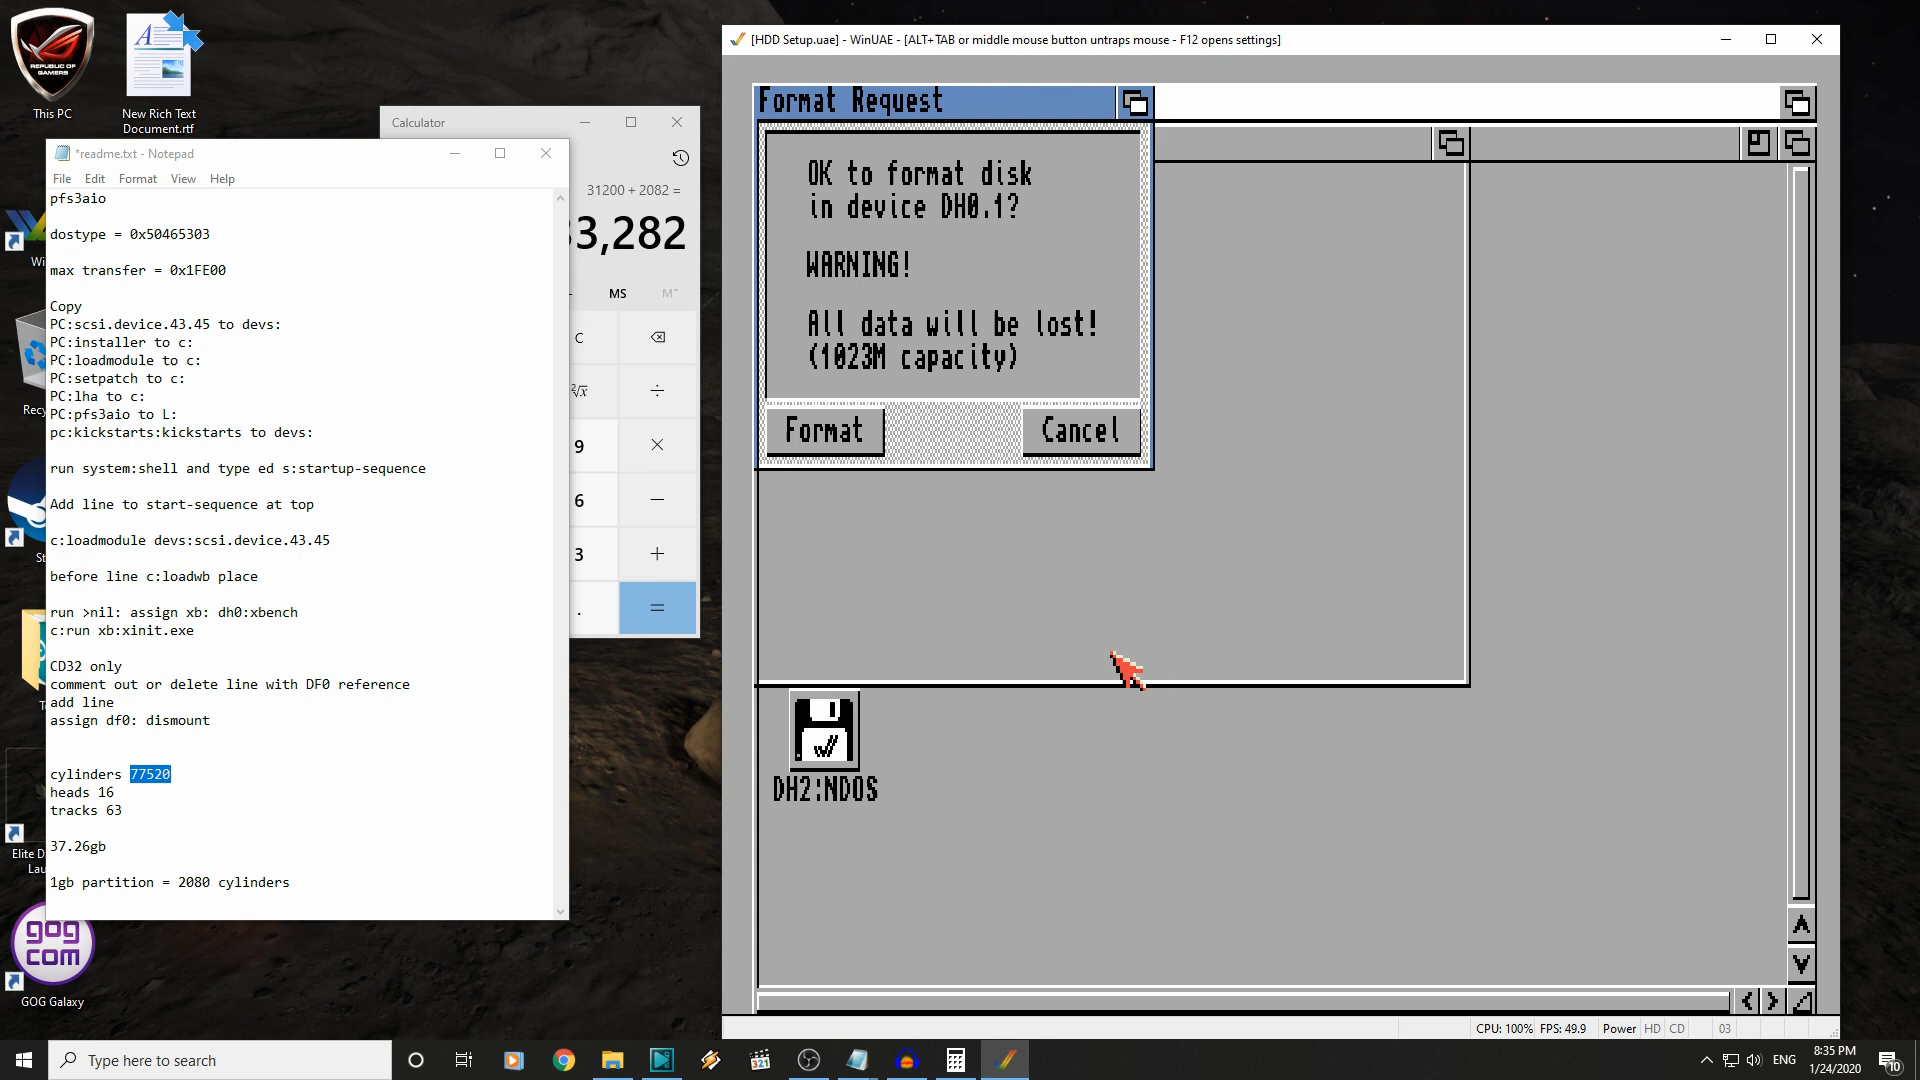 This PC
New Rich Text
Document.rtf
Calculator
31200 + 2082 =
3,282
MS
C
9
×
6
−
3
+
.
=
*readme.txt - Notepad
File Edit Format View Help
pfs3aio
dostype = 0x50465303
max transfer = 0x1FE00
Copy
PC:scsi.device.43.45 to devs:
PC:installer to c:
PC:loadmodule to c:
PC:setpatch to c:
PC:lha to c:
PC:pfs3aio to L:
pc:kickstarts:kickstarts to devs:
run system:shell and type ed s:startup-sequence
Add line to start-sequence at top
c:loadmodule devs:scsi.device.43.45
before line c:loadwb place
run >nil: assign xb: dh0:xbench
c:run xb:xinit.exe
CD32 only
comment out or delete line with DF0 reference
add line
assign df0: dismount
cylinders 77520
heads 16
tracks 63
37.26gb
1gb partition = 2080 cylinders
Elite D
Lau
gog
com
GOG Galaxy
[HDD Setup.uae] - WinUAE - [ALT+TAB or middle mouse button untraps mouse - F12 opens settings]
Format Request
OK to format disk
in device DH0.1?
WARNING!
All data will be lost!
(1023M capacity)
Format Cancel
DH2:NDOS
CPU: 100% FPS: 49.9 Power HD CD 03
Type here to search
ENG
8:35 PM
1/24/2020
10